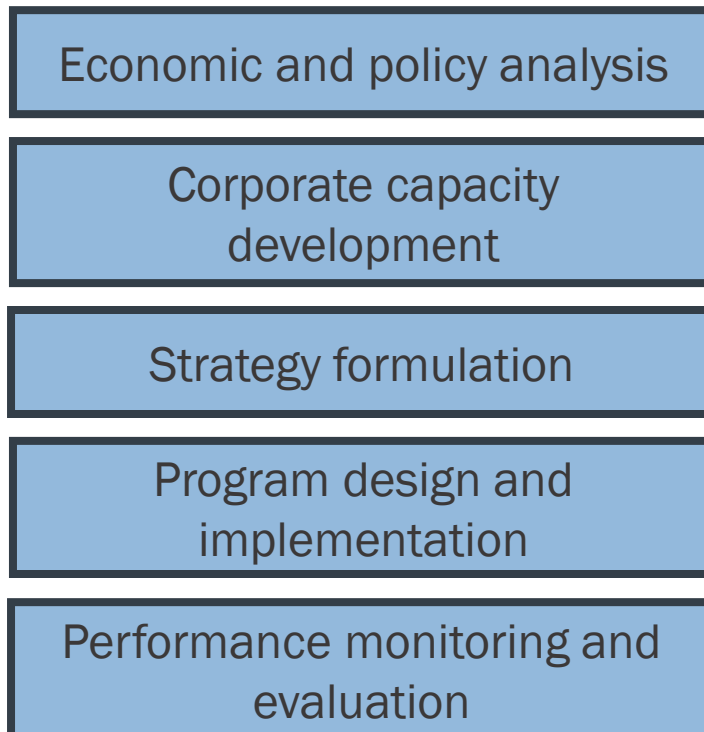 Economic and policy analysis
Corporate capacity
development
Strategy formulation
Program design and
implementation
Performance monitoring and
evaluation